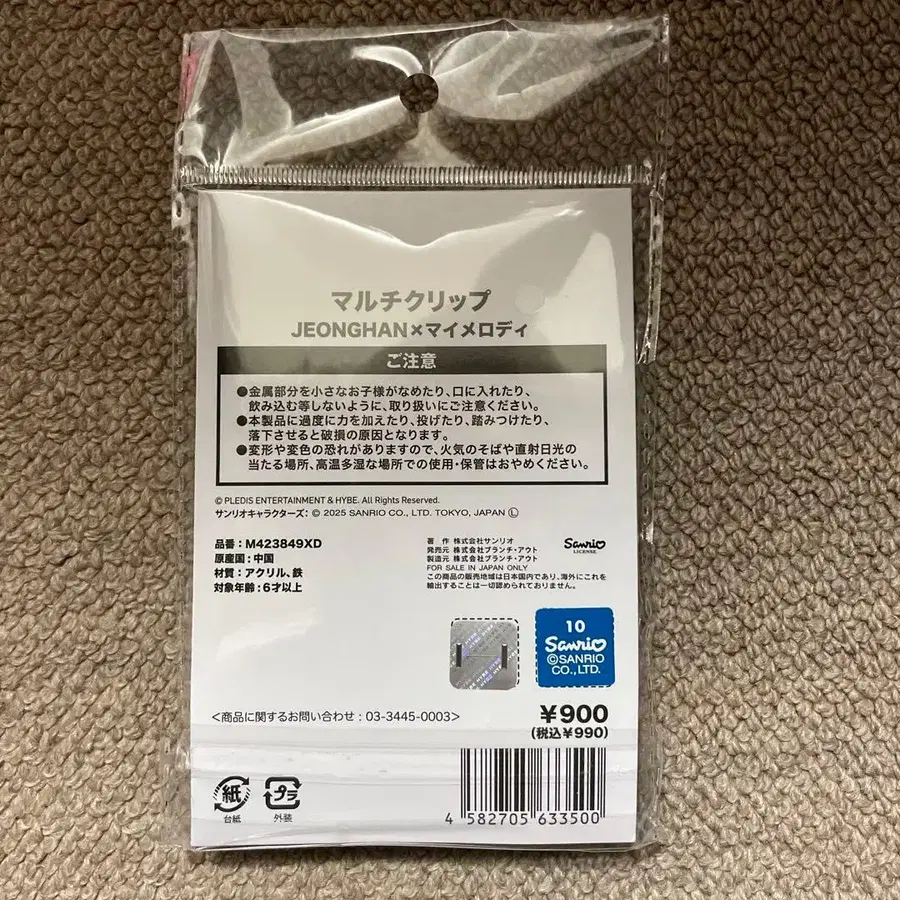 マルチクリップ
JEONGHAN×マイメロディ
ご注意
●金属部分を小さなお子様がなめたり、口に入れたり、
飲み込む等しないように、取り扱いにご注意ください。
●本製品に過度に力を加えたり、投げたり、踏みつけたり、
落下させると破損の原因となります。
●変形や変色の恐れがありますので、火気のそばや直射日光の
当たる場所、高温多湿な場所での使用・保管はおやめください。
© PLEDIS ENTERTAINMENT & HYBE. All Rights Reserved.
サンリオキャラクターズ: © 2025 SANRIO CO., LTD. TOKYO, JAPAN Ⓛ
品番:M423849XD
原産国:中国
材質:アクリル、鉄
対象年齢:6才以上
著 作 株式会社サンリオ
発売元 株式会社ブランチ・アウト
製造元 株式会社ブランチ・アウト
FOR SALE IN JAPAN ONLY
この商品の販売地域は日本国内であり、海外にこれを
輸出することは一切認められておりません。
Sanrio
LICENSE
HYBE
10
Sanrio
©SANRIO
CO.,LTD.
<商品に関するお問い合わせ:03-3445-0003>
¥900
(税込¥990)
紙
台紙
プラ
外装
4 582705 633500